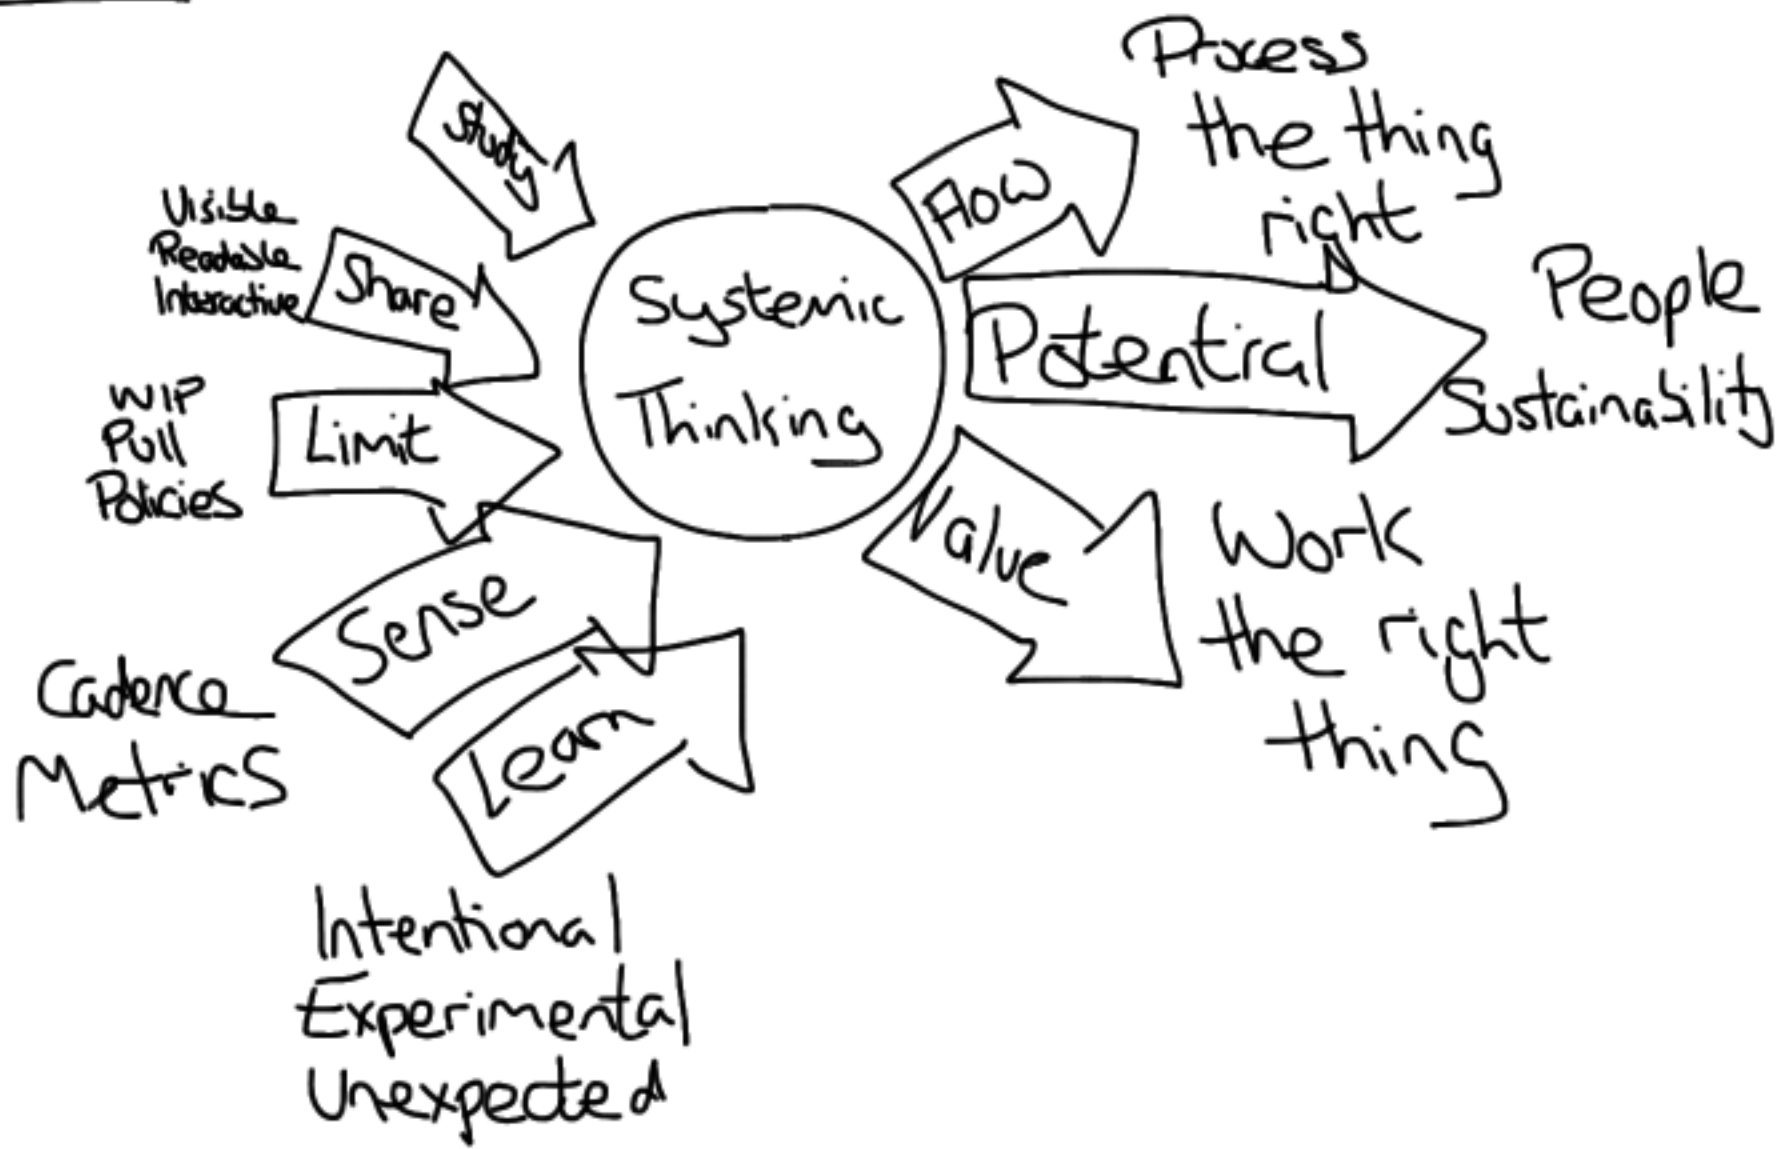 Study
Visible
Readable
Interactive
Share
WIP
Pull
Policies
Limit
Sense
Cadence
Metrics
Learn
Intentional
Experimental
Unexpected
Systemic
Thinking
Flow
Process
the thing
right
Potential
People
Sustainability
Value
Work
the right
thing